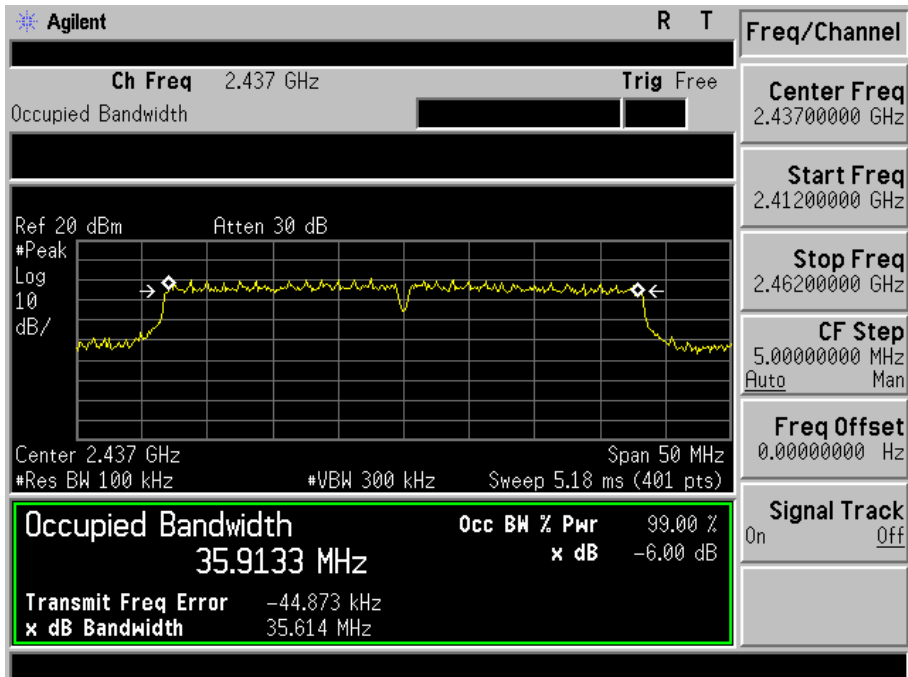 Agilent R T
Ch Freq 2.437 GHz Trig Free
Occupied Bandwidth
Ref 20 dBm Atten 30 dB
#Peak
Log
10
dB/
Center 2.437 GHz Span 50 MHz
#Res BW 100 kHz #VBW 300 kHz Sweep 5.18 ms (401 pts)
Occupied Bandwidth
35.9133 MHz
Occ BW % Pwr 99.00 %
x dB -6.00 dB
Transmit Freq Error -44.873 kHz
x dB Bandwidth 35.614 MHz
Freq/Channel
Center Freq
2.43700000 GHz
Start Freq
2.41200000 GHz
Stop Freq
2.46200000 GHz
CF Step
5.00000000 MHz
Auto Man
Freq Offset
0.00000000 Hz
Signal Track
On Off